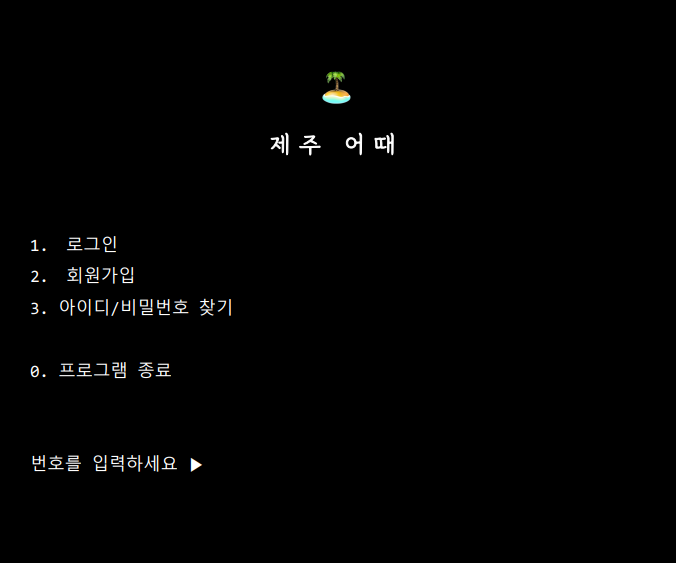 제주 어때
1. 로그인
2. 회원가입
3. 아이디/비밀번호 찾기
0. 프로그램 종료
번호를 입력하세요 ▶